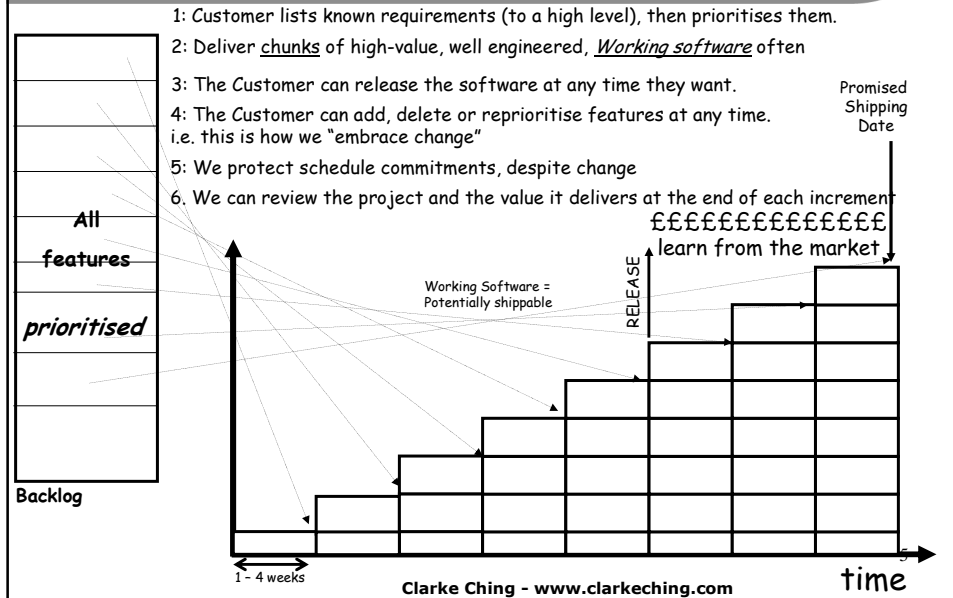 1: Customer lists known requirements (to a high level), then prioritises them.
2: Deliver chunks of high-value, well engineered, Working software often
3: The Customer can release the software at any time they want.
4: The Customer can add, delete or reprioritise features at any time.
i.e. this is how we “embrace change”
5: We protect schedule commitments, despite change
6. We can review the project and the value it delivers at the end of each increment
Promised
Shipping
Date
££££££££££££££
learn from the market
RELEASE
Working Software =
Potentially shippable
All
features
prioritised
Backlog
1 – 4 weeks
5
time
Clarke Ching - www.clarkeching.com